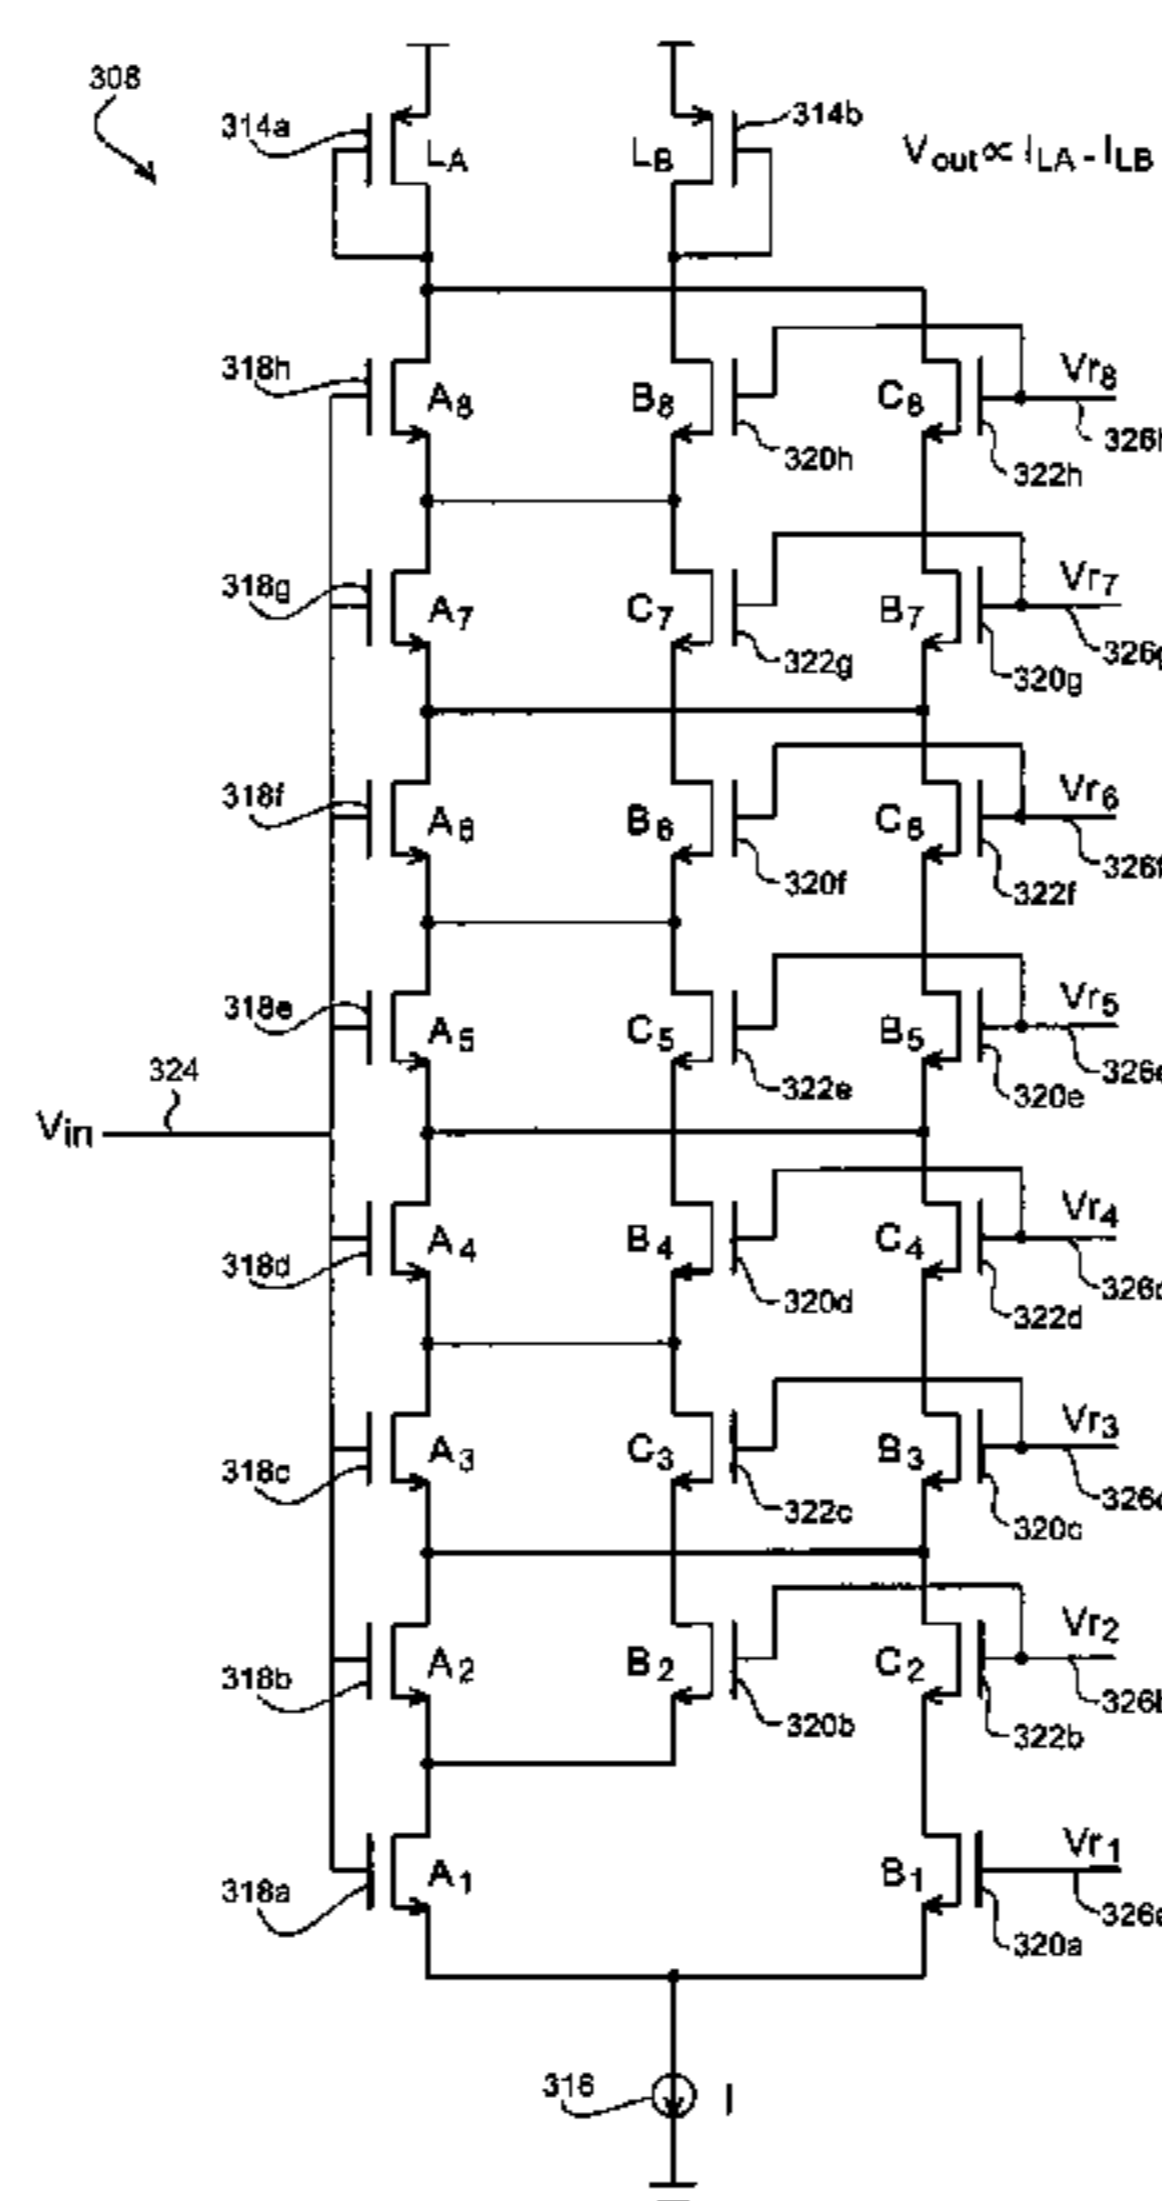 308
314a
LA
LB
314b
Vout ∝ ILA - ILB
318h
A8
B8
320h
C8
322h
Vr8
318g
A7
C7
322g
B7
320g
Vr7
318f
A6
B6
320f
C6
322f
Vr6
318e
A5
C5
322e
B5
320e
Vr5
324
Vin
318d
A4
B4
320d
C4
322d
Vr4
318c
A3
C3
322c
B3
320c
Vr3
318b
A2
B2
320b
C2
322b
Vr2
318a
A1
B1
320a
Vr1
316
I